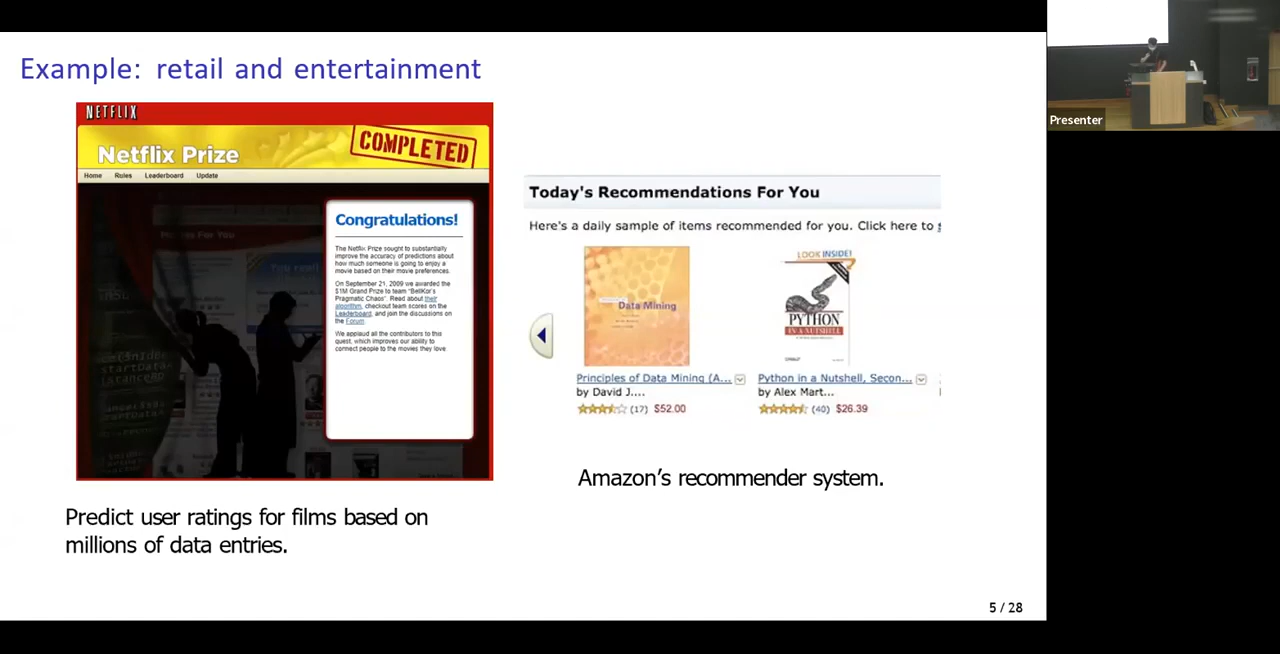 Example: retail and entertainment
NETFLIX
Netflix Prize
COMPLETED
Home Rules Leaderboard Update
Congratulations!
The Netflix Prize sought to substantially
improve the accuracy of predictions about
how much someone is going to enjoy a
movie based on their movie preferences.
On September 21, 2009 we awarded the
$1M Grand Prize to team "BellKor's
Pragmatic Chaos". Read about their
algorithm, checkout team scores on the
Leaderboard, and join the discussions on
the Forum.
We applaud all the contributors to this
quest, which improves our ability to
connect people to the movies they love
Predict user ratings for films based on
millions of data entries.
Today's Recommendations For You
Here's a daily sample of items recommended for you. Click here to
Data Mining
Principles of Data Mining (A...
by David J....
(17) $52.00
LOOK INSIDE!
PYTHON
IN A NUTSHELL
Python in a Nutshell, Secon...
by Alex Mart...
(40) $26.39
Amazon's recommender system.
5 / 28
Presenter